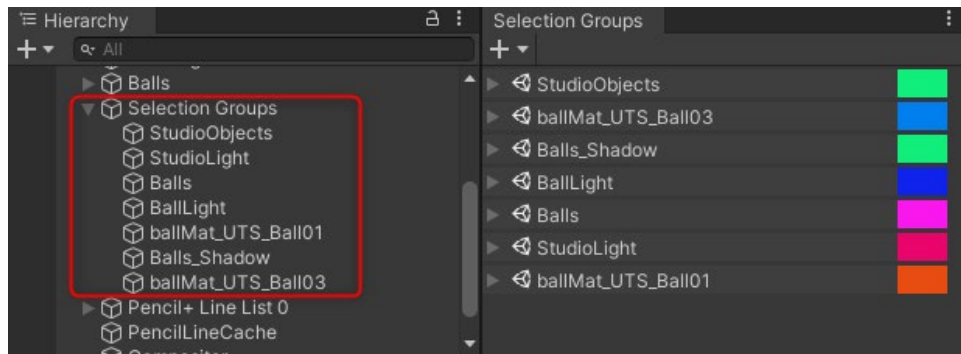 Hierarchy
All
Balls
Selection Groups
StudioObjects
StudioLight
Balls
BallLight
ballMat_UTS_Ball01
Balls_Shadow
ballMat_UTS_Ball03
Pencil+ Line List 0
PencilLineCache
Selection Groups
StudioObjects
ballMat_UTS_Ball03
Balls_Shadow
BallLight
Balls
StudioLight
ballMat_UTS_Ball01